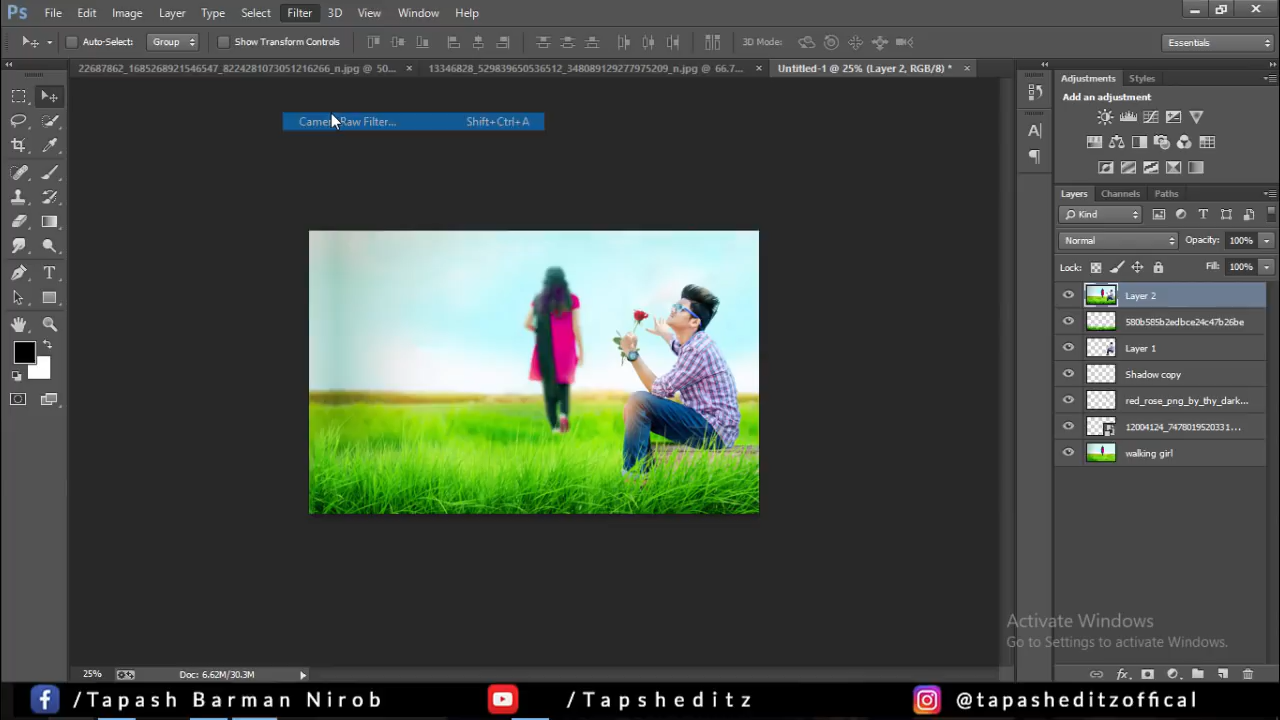 Ps File Edit Image Layer Type Select Filter 3D View Window Help
Auto-Select: Group Show Transform Controls 3D Mode: Essentials
22687862_1685268921546547_8224281073051216266_n.jpg @ 50... × 13346828_529839650536512_348089129277975209_n.jpg @ 66.7... × Untitled-1 @ 25% (Layer 2, RGB/8) * ×
Camera Raw Filter... Shift+Ctrl+A
Adjustments Styles
Add an adjustment
Layers Channels Paths
Kind
Normal Opacity: 100%
Lock: Fill: 100%
Layer 2
580b585b2edbce24c47b26be
Layer 1
Shadow copy
red_rose_png_by_thy_dark...
12004124_7478019520331...
walking girl
Activate Windows
Go to Settings to activate Windows.
25% Doc: 6.62M/30.3M
/Tapash Barman Nirob /Tapsheditz @tapasheditzoffical